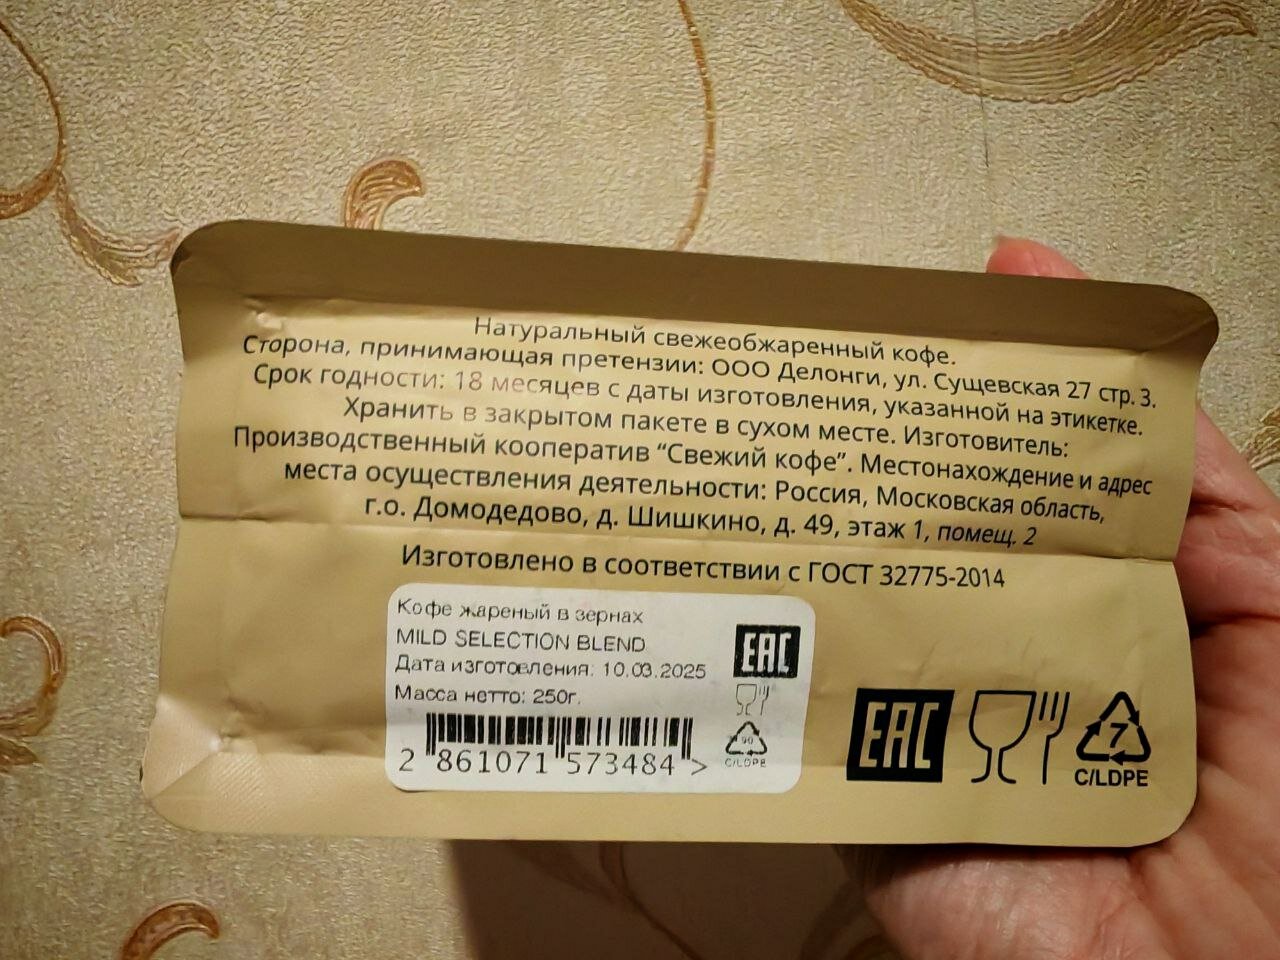 Натуральный свежеобжаренный кофе.
Сторона, принимающая претензии: ООО Делонги, ул. Сущевская 27 стр. 3.
Срок годности: 18 месяцев с даты изготовления, указанной на этикетке.
Хранить в закрытом пакете в сухом месте. Изготовитель:
Производственный кооператив “Свежий кофе”. Местонахождение и адрес
места осуществления деятельности: Россия, Московская область,
г.о. Домодедово, д. Шишкино, д. 49, этаж 1, помещ. 2
Изготовлено в соответствии с ГОСТ 32775-2014
Кофе жареный в зернах
MILD SELECTION BLEND
Дата изготовления: 10.03.2025
Масса нетто: 250г.
2 861071 573484 >
EAC
90
C/LDPE
EAC
7
C/LDPE